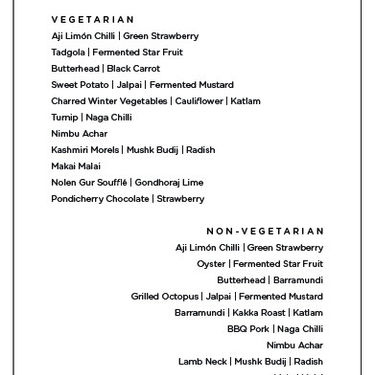 VEGETARIAN
Aji Limón Chilli | Green Strawberry
Tadgola | Fermented Star Fruit
Butterhead | Black Carrot
Sweet Potato | Jalpai | Fermented Mustard
Charred Winter Vegetables | Cauliflower | Katlam
Turnip | Naga Chilli
Nimbu Achar
Kashmiri Morels | Mushk Budij | Radish
Makai Malai
Nolen Gur Soufflé | Gondhoraj Lime
Pondicherry Chocolate | Strawberry
NON-VEGETARIAN
Aji Limón Chilli | Green Strawberry
Oyster | Fermented Star Fruit
Butterhead | Barramundi
Grilled Octopus | Jalpai | Fermented Mustard
Barramundi | Kakka Roast | Katlam
BBQ Pork | Naga Chilli
Nimbu Achar
Lamb Neck | Mushk Budij | Radish